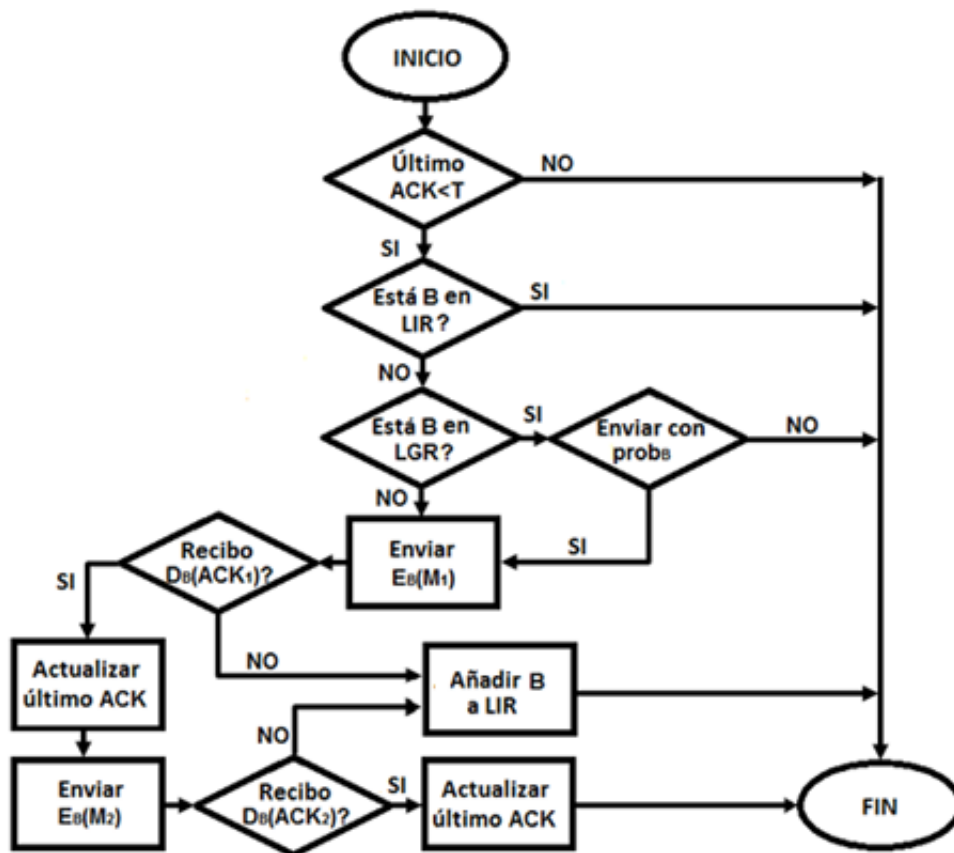 INICIO
Último
ACK<T
NO
SI
Está B en
LIR?
SI
NO
Está B en
LGR?
SI
Enviar con
probB
NO
NO
SI
Enviar
EB(M1)
Recibo
DB(ACK1)?
SI
NO
Actualizar
último ACK
Añadir B
a LIR
NO
Enviar
EB(M2)
Recibo
DB(ACK2)?
SI
Actualizar
último ACK
FIN